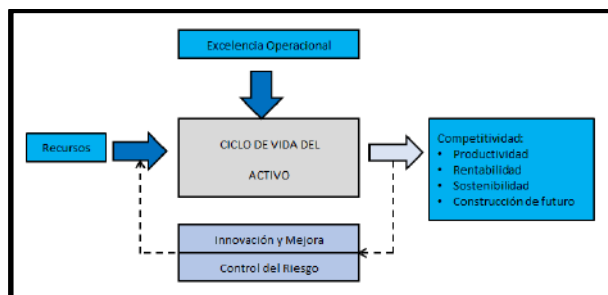 Excelencia Operacional
Recursos
CICLO DE VIDA DEL
ACTIVO
Competitividad:
• Productividad
• Rentabilidad
• Sostenibilidad
• Construcción de futuro
Innovación y Mejora
Control del Riesgo